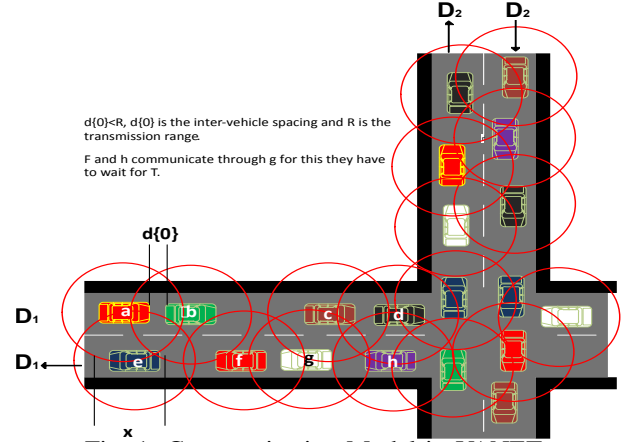 D₂ D₂
d{0}<R, d{0} is the inter-vehicle spacing and R is the
transmission range.
F and h communicate through g for this they have
to wait for T.
d{0}
D₁
a b c d
D₁
e f g h
x